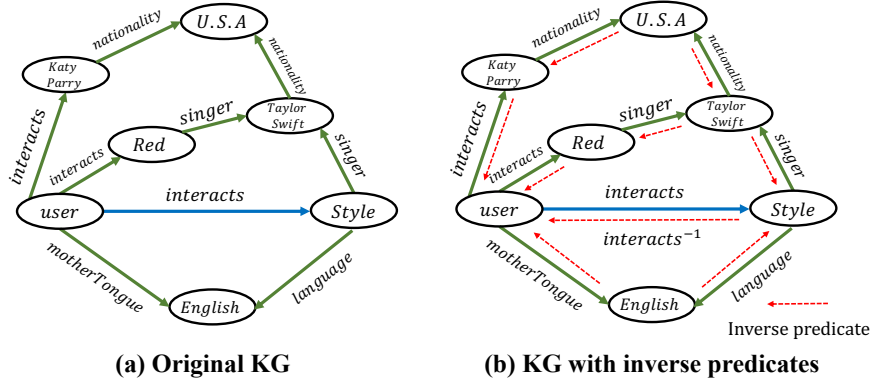 U.S.A
nationality
Katy
Parry
nationality
interacts
singer
Taylor
Swift
Red
interacts
singer
interacts
user
Style
motherTongue
language
English
(a) Original KG
U.S.A
nationality
Katy
Parry
nationality
interacts
singer
Taylor
Swift
Red
interacts
singer
interacts
user
Style
interacts⁻¹
motherTongue
language
English
Inverse predicate
(b) KG with inverse predicates